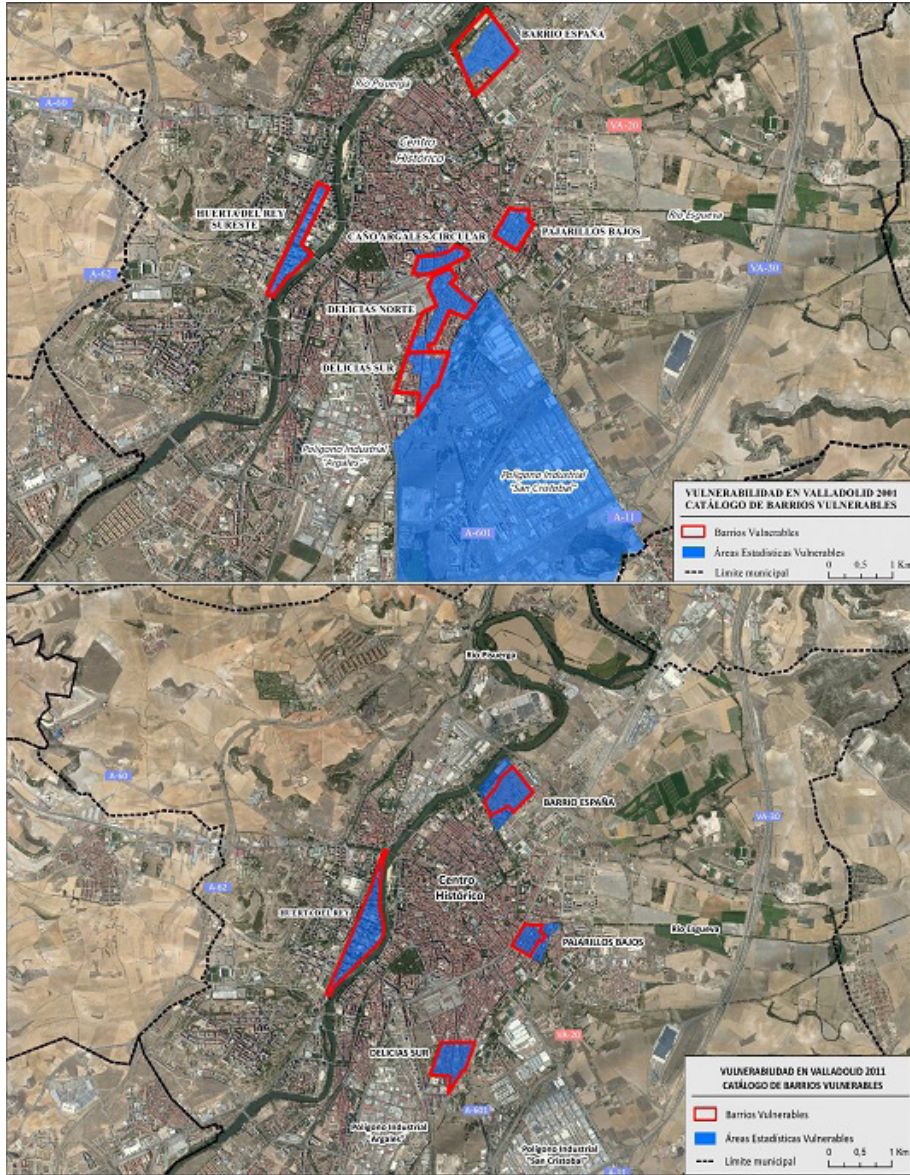 BARRIO ESPAÑA
Río Pisuerga
A-60
VA-20
Centro
Histórico
HUERTA DEL REY
SURESTE
Río Esgueva
CAÑO ARGALES-CIRCULAR
PAJARILLOS BAJOS
A-62
VA-30
DELICIAS NORTE
DELICIAS SUR
Polígono Industrial
"Argales"
Polígono Industrial
"San Cristobal"
A-11
A-601
VULNERABILIDAD EN VALLADOLID 2001
CATÁLOGO DE BARRIOS VULNERABLES
Barrios Vulnerables
Áreas Estadísticas Vulnerables
Límite municipal
0 0,5 1 Km
Río Pisuerga
A-60
BARRIO ESPAÑA
VA-30
Centro
Histórico
A-62
HUERTA DEL REY
Río Esgueva
PAJARILLOS BAJOS
VA-20
DELICIAS SUR
A-601
Polígono Industrial
"Argales"
Polígono Industrial
"San Cristobal"
A-11
VULNERABILIDAD EN VALLADOLID 2011
CATÁLOGO DE BARRIOS VULNERABLES
Barrios Vulnerables
Áreas Estadísticas Vulnerables
Límite municipal
0 0,5 1 Km